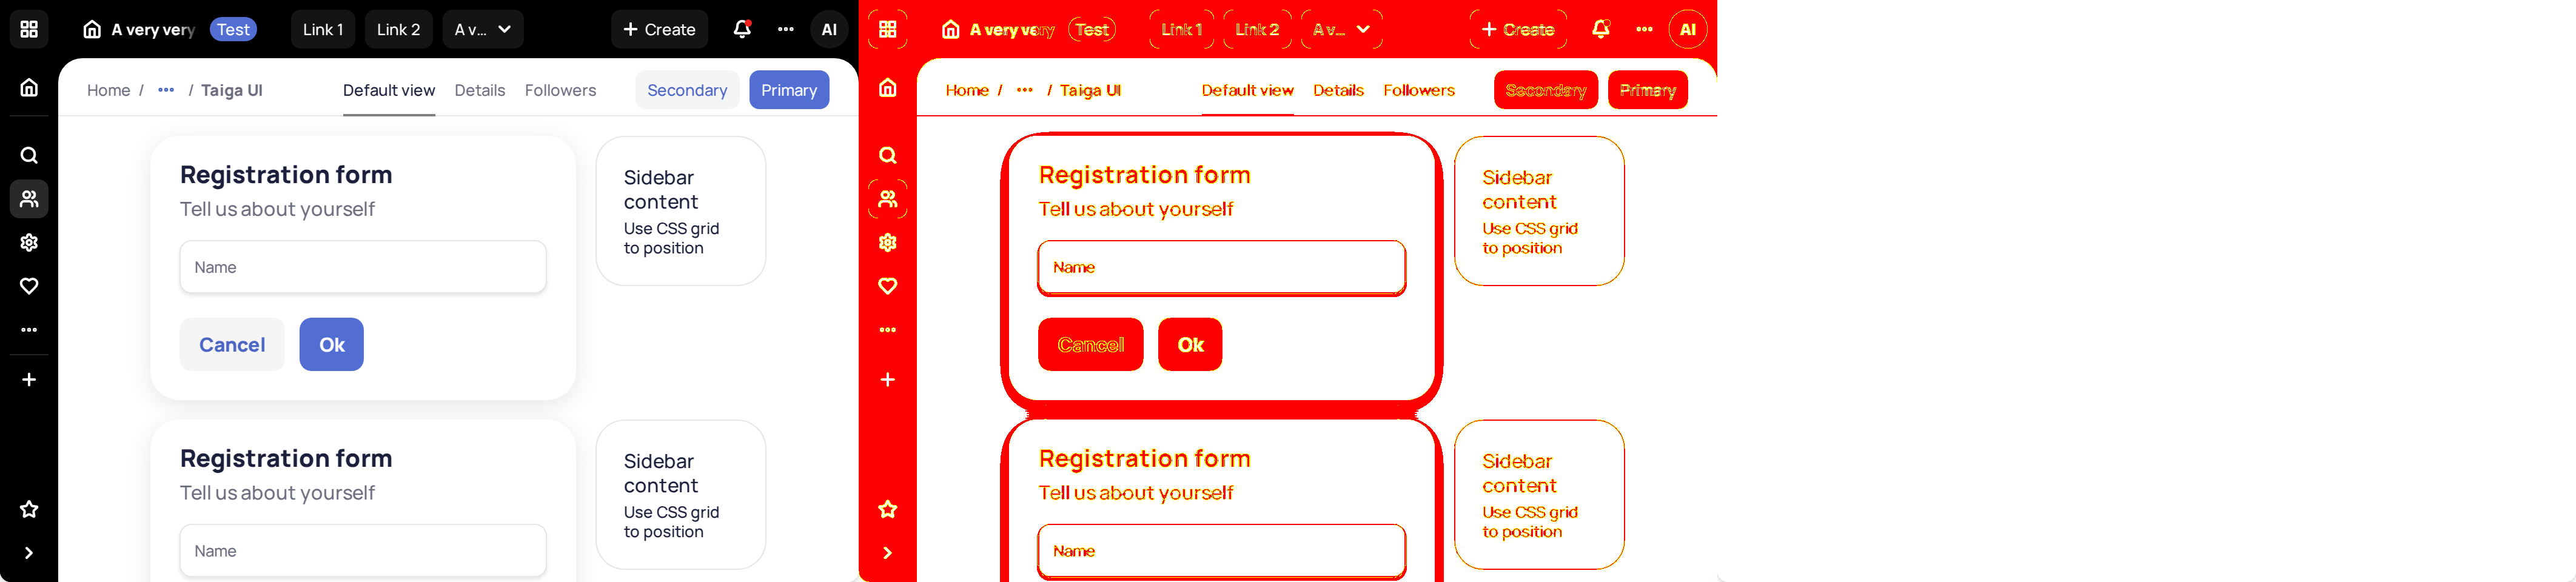 A very very Test Link 1 Link 2 A v... Create AI
Home / ... / Taiga UI Default view Details Followers Secondary Primary
Registration form
Tell us about yourself
Name
Cancel Ok
Sidebar
content
Use CSS grid
to position
Registration form
Tell us about yourself
Name
Sidebar
content
Use CSS grid
to position
A very very Test Link 1 Link 2 A v... Create AI
Home / ... / Taiga UI Default view Details Followers Secondary Primary
Registration form
Tell us about yourself
Name
Cancel Ok
Sidebar
content
Use CSS grid
to position
Registration form
Tell us about yourself
Name
Sidebar
content
Use CSS grid
to position